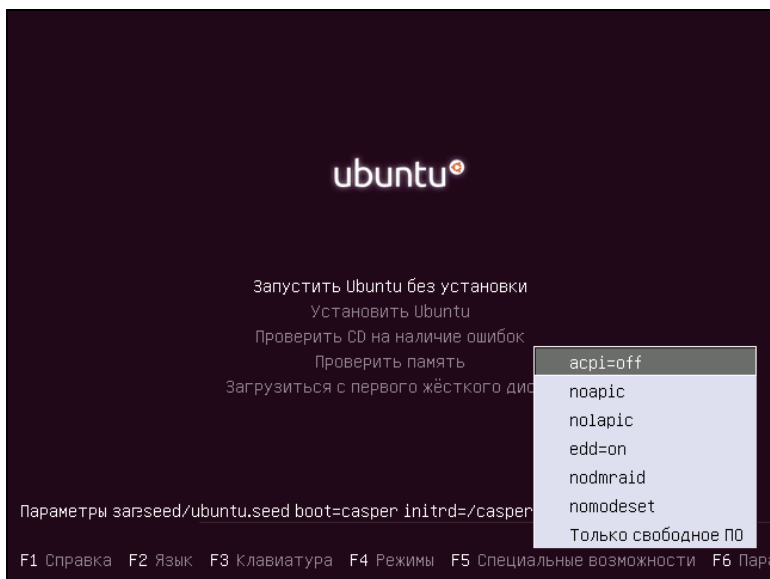 ubuntu
Запустить Ubuntu без установки
Установить Ubuntu
Проверить CD на наличие ошибок
Проверить память
Загрузиться с первого жёсткого
acpi=off
noapic
nolapic
edd=on
nodmraid
nomodeset
Только свободное ПО
Параметры seed/ubuntu.seed boot=casper initrd=/casper
F1 Справка F2 Язык F3 Клавиатура F4 Режимы F5 Специальные возможности F6